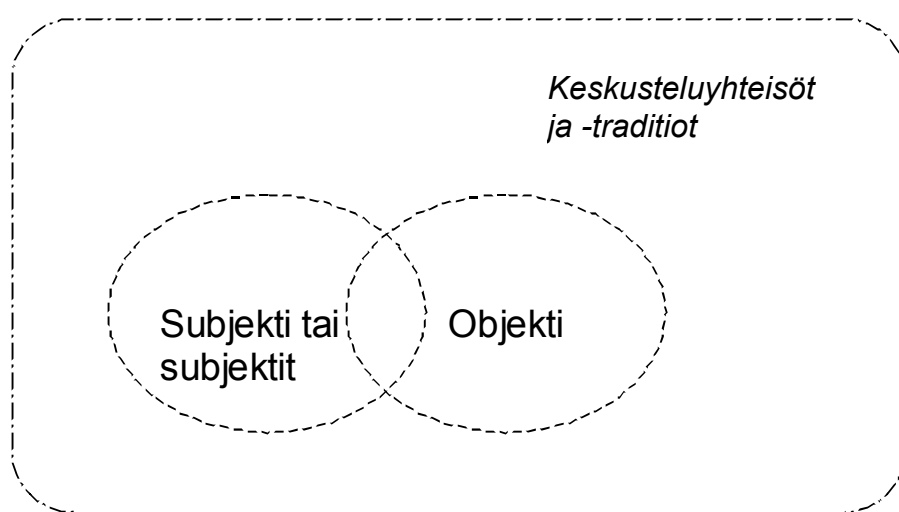 Keskusteluyhteisöt
ja -traditiot
Subjekti tai
subjektit
Objekti